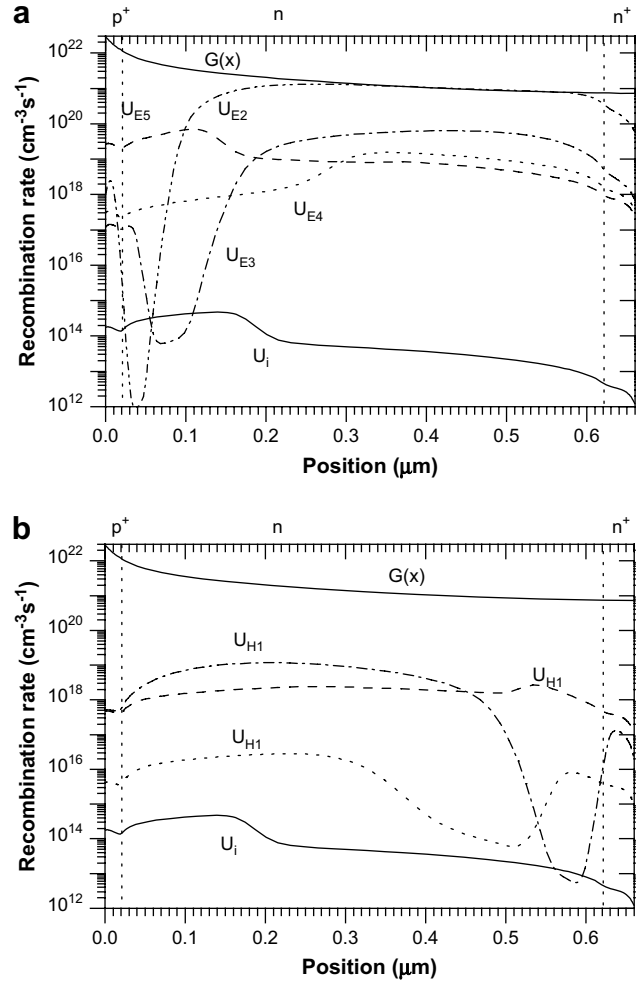 a
p+ n n+
10^22
10^20
10^18
10^16
10^14
10^12
Recombination rate (cm-3s-1)
G(x)
U_E5 U_E2
U_E4
U_E3
U_i
0.0 0.1 0.2 0.3 0.4 0.5 0.6
Position (μm)
b
p+ n n+
10^22
10^20
10^18
10^16
10^14
10^12
Recombination rate (cm-3s-1)
G(x)
U_H1
U_H1
U_H1
U_i
0.0 0.1 0.2 0.3 0.4 0.5 0.6
Position (μm)